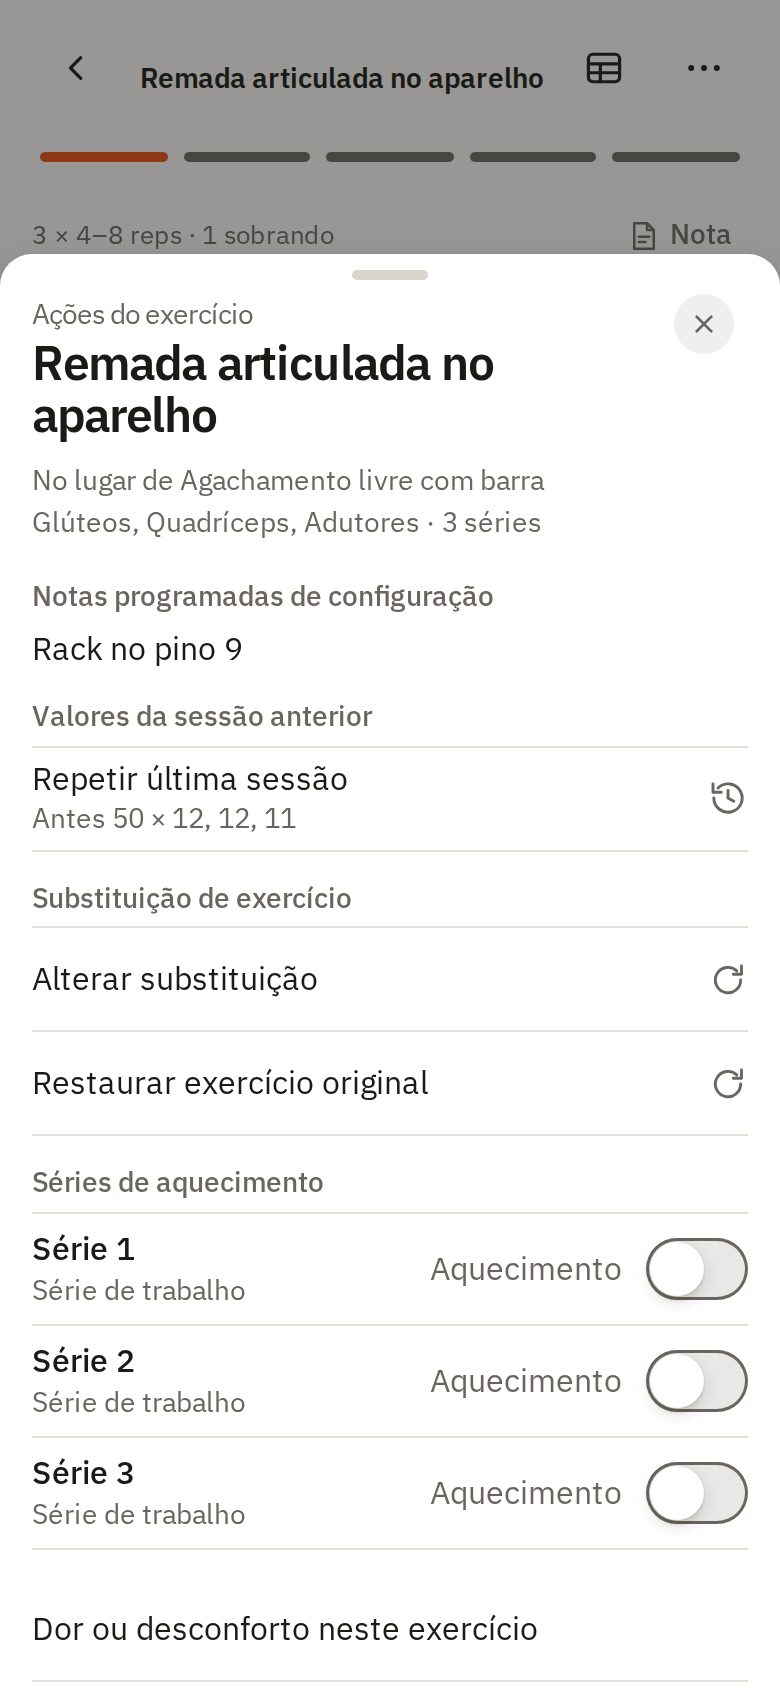 Remada articulada no aparelho
3 × 4–8 reps · 1 sobrando
Nota
Ações do exercício
Remada articulada no
aparelho
No lugar de Agachamento livre com barra
Glúteos, Quadríceps, Adutores · 3 séries
Notas programadas de configuração
Rack no pino 9
Valores da sessão anterior
Repetir última sessão
Antes 50 × 12, 12, 11
Substituição de exercício
Alterar substituição
Restaurar exercício original
Séries de aquecimento
Série 1
Série de trabalho
Aquecimento
Série 2
Série de trabalho
Aquecimento
Série 3
Série de trabalho
Aquecimento
Dor ou desconforto neste exercício